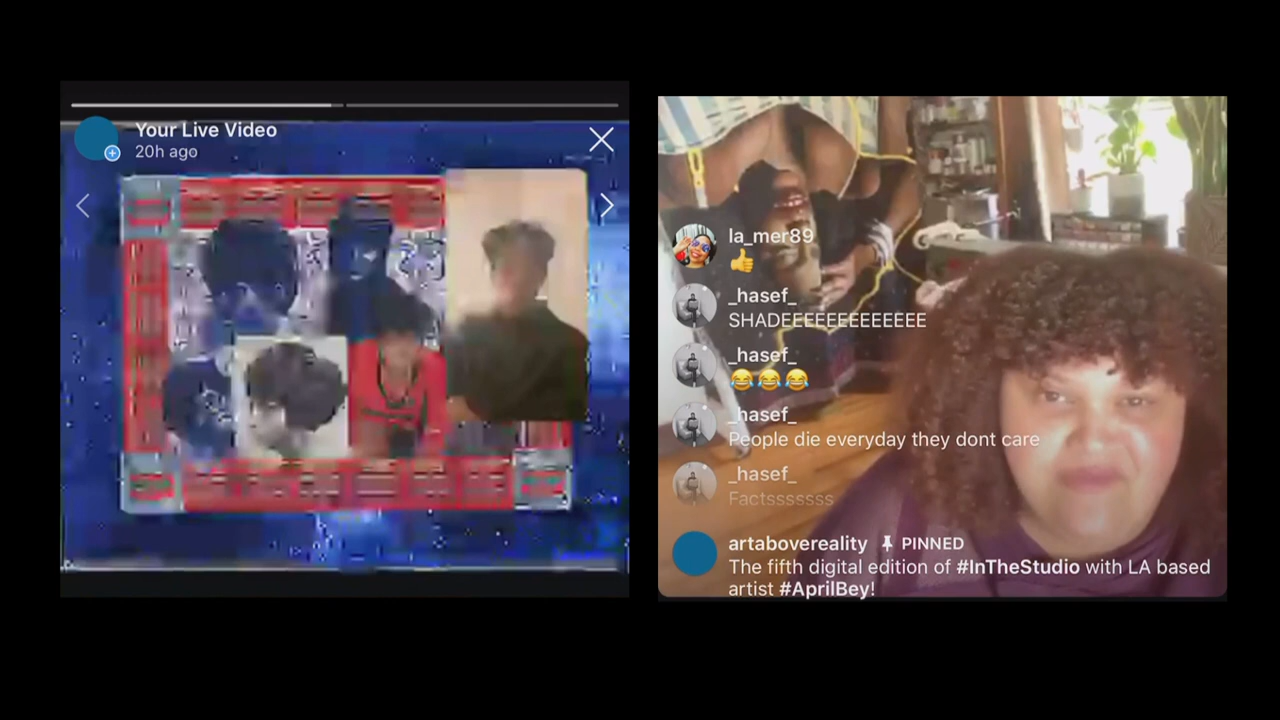 Your Live Video
20h ago
la_mer89
👍
_hasef_
SHADEEEEEEEEEEEEE
_hasef_
😂😂😂
_hasef_
People die everyday they dont care
_hasef_
Factsssssss
artabovereality PINNED
The fifth digital edition of #InTheStudio with LA based
artist #AprilBey!